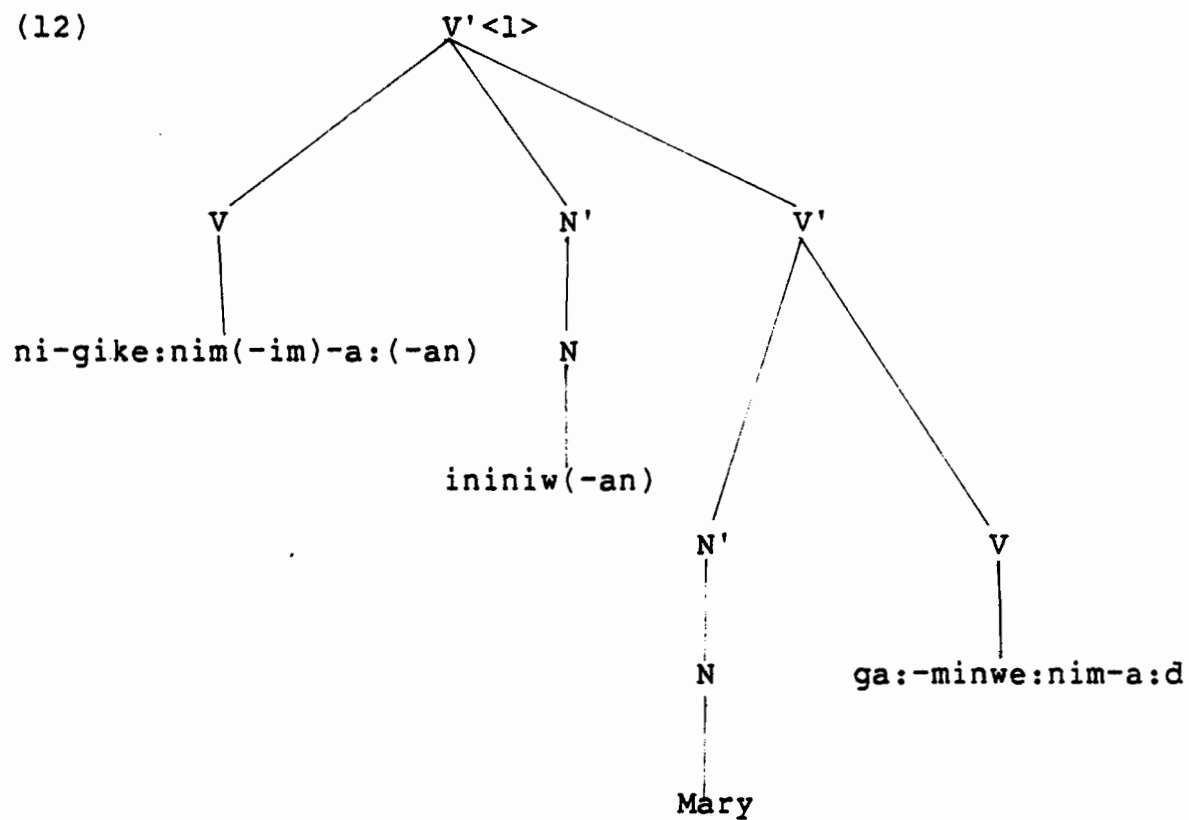 (12) V'<1>
V N' V'
ni-gike:nim(-im)-a:(-an) N
ininiw(-an)
N' V
N ga:-minwe:nim-a:d
Mary